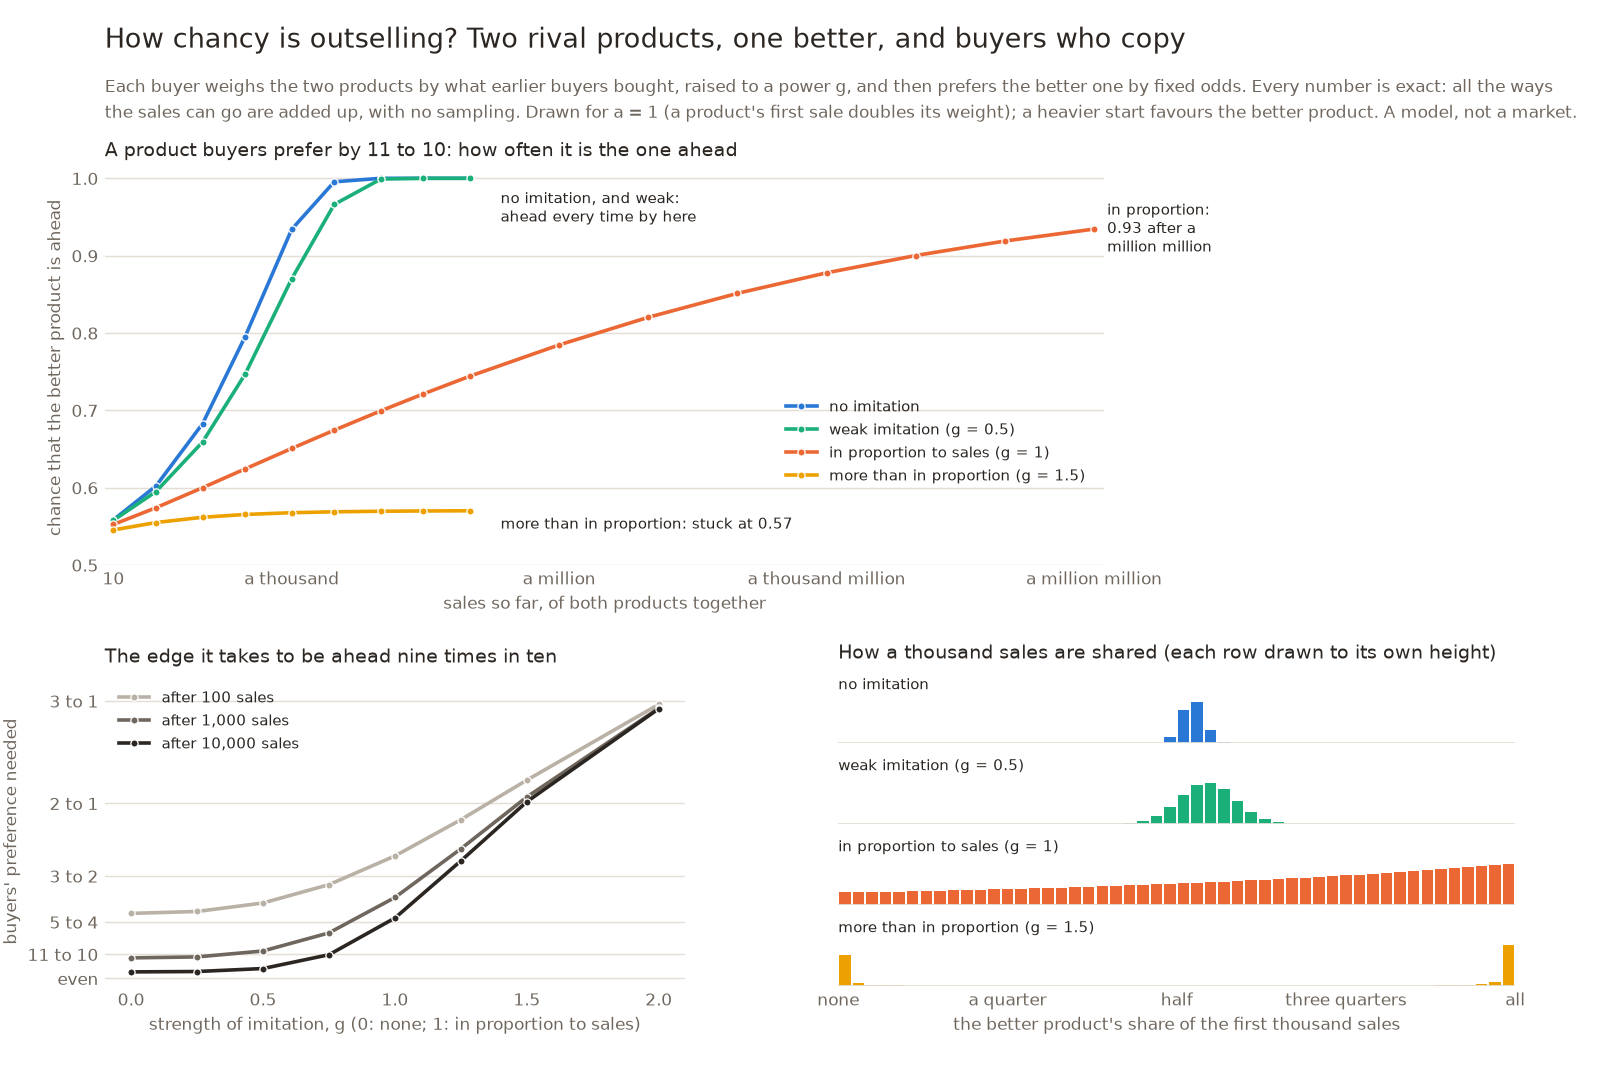 How chancy is outselling? Two rival products, one better, and buyers who copy
Each buyer weighs the two products by what earlier buyers bought, raised to a power g, and then prefers the better one by fixed odds. Every number is exact: all the ways
the sales can go are added up, with no sampling. Drawn for a = 1 (a product's first sale doubles its weight); a heavier start favours the better product. A model, not a market.
A product buyers prefer by 11 to 10: how often it is the one ahead
chance that the better product is ahead
1.0
0.9
0.8
0.7
0.6
0.5
no imitation, and weak:
ahead every time by here
in proportion:
0.93 after a
million million
no imitation
weak imitation (g = 0.5)
in proportion to sales (g = 1)
more than in proportion (g = 1.5)
more than in proportion: stuck at 0.57
10
a thousand
a million
a thousand million
a million million
sales so far, of both products together
The edge it takes to be ahead nine times in ten
buyers' preference needed
3 to 1
2 to 1
3 to 2
5 to 4
11 to 10
even
after 100 sales
after 1,000 sales
after 10,000 sales
0.0
0.5
1.0
1.5
2.0
strength of imitation, g (0: none; 1: in proportion to sales)
How a thousand sales are shared (each row drawn to its own height)
no imitation
weak imitation (g = 0.5)
in proportion to sales (g = 1)
more than in proportion (g = 1.5)
none
a quarter
half
three quarters
all
the better product's share of the first thousand sales